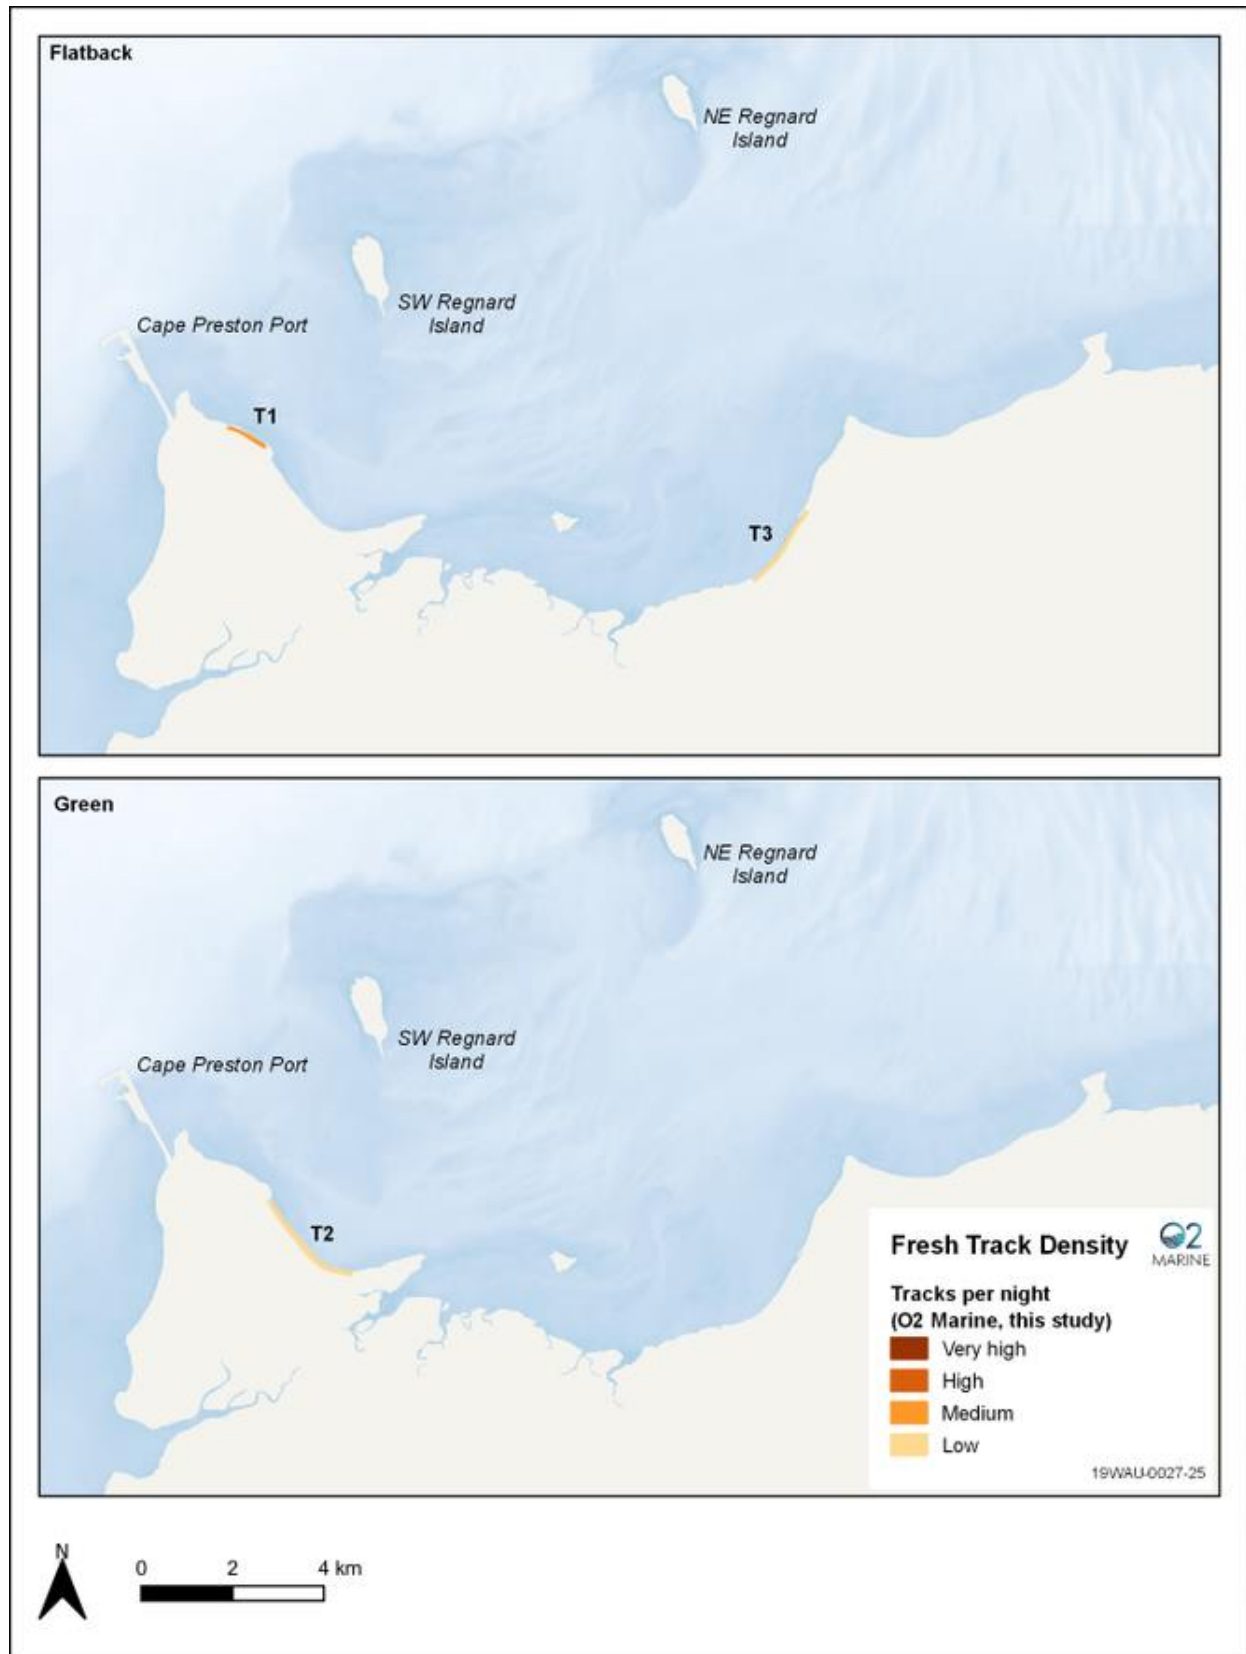 Flatback
NE Regnard
Island
SW Regnard
Island
Cape Preston Port
T1
T3
Green
NE Regnard
Island
SW Regnard
Island
Cape Preston Port
T2
Fresh Track Density
O2
MARINE
Tracks per night
(O2 Marine, this study)
Very high
High
Medium
Low
19WAU-0027-25
N
0 2 4 km